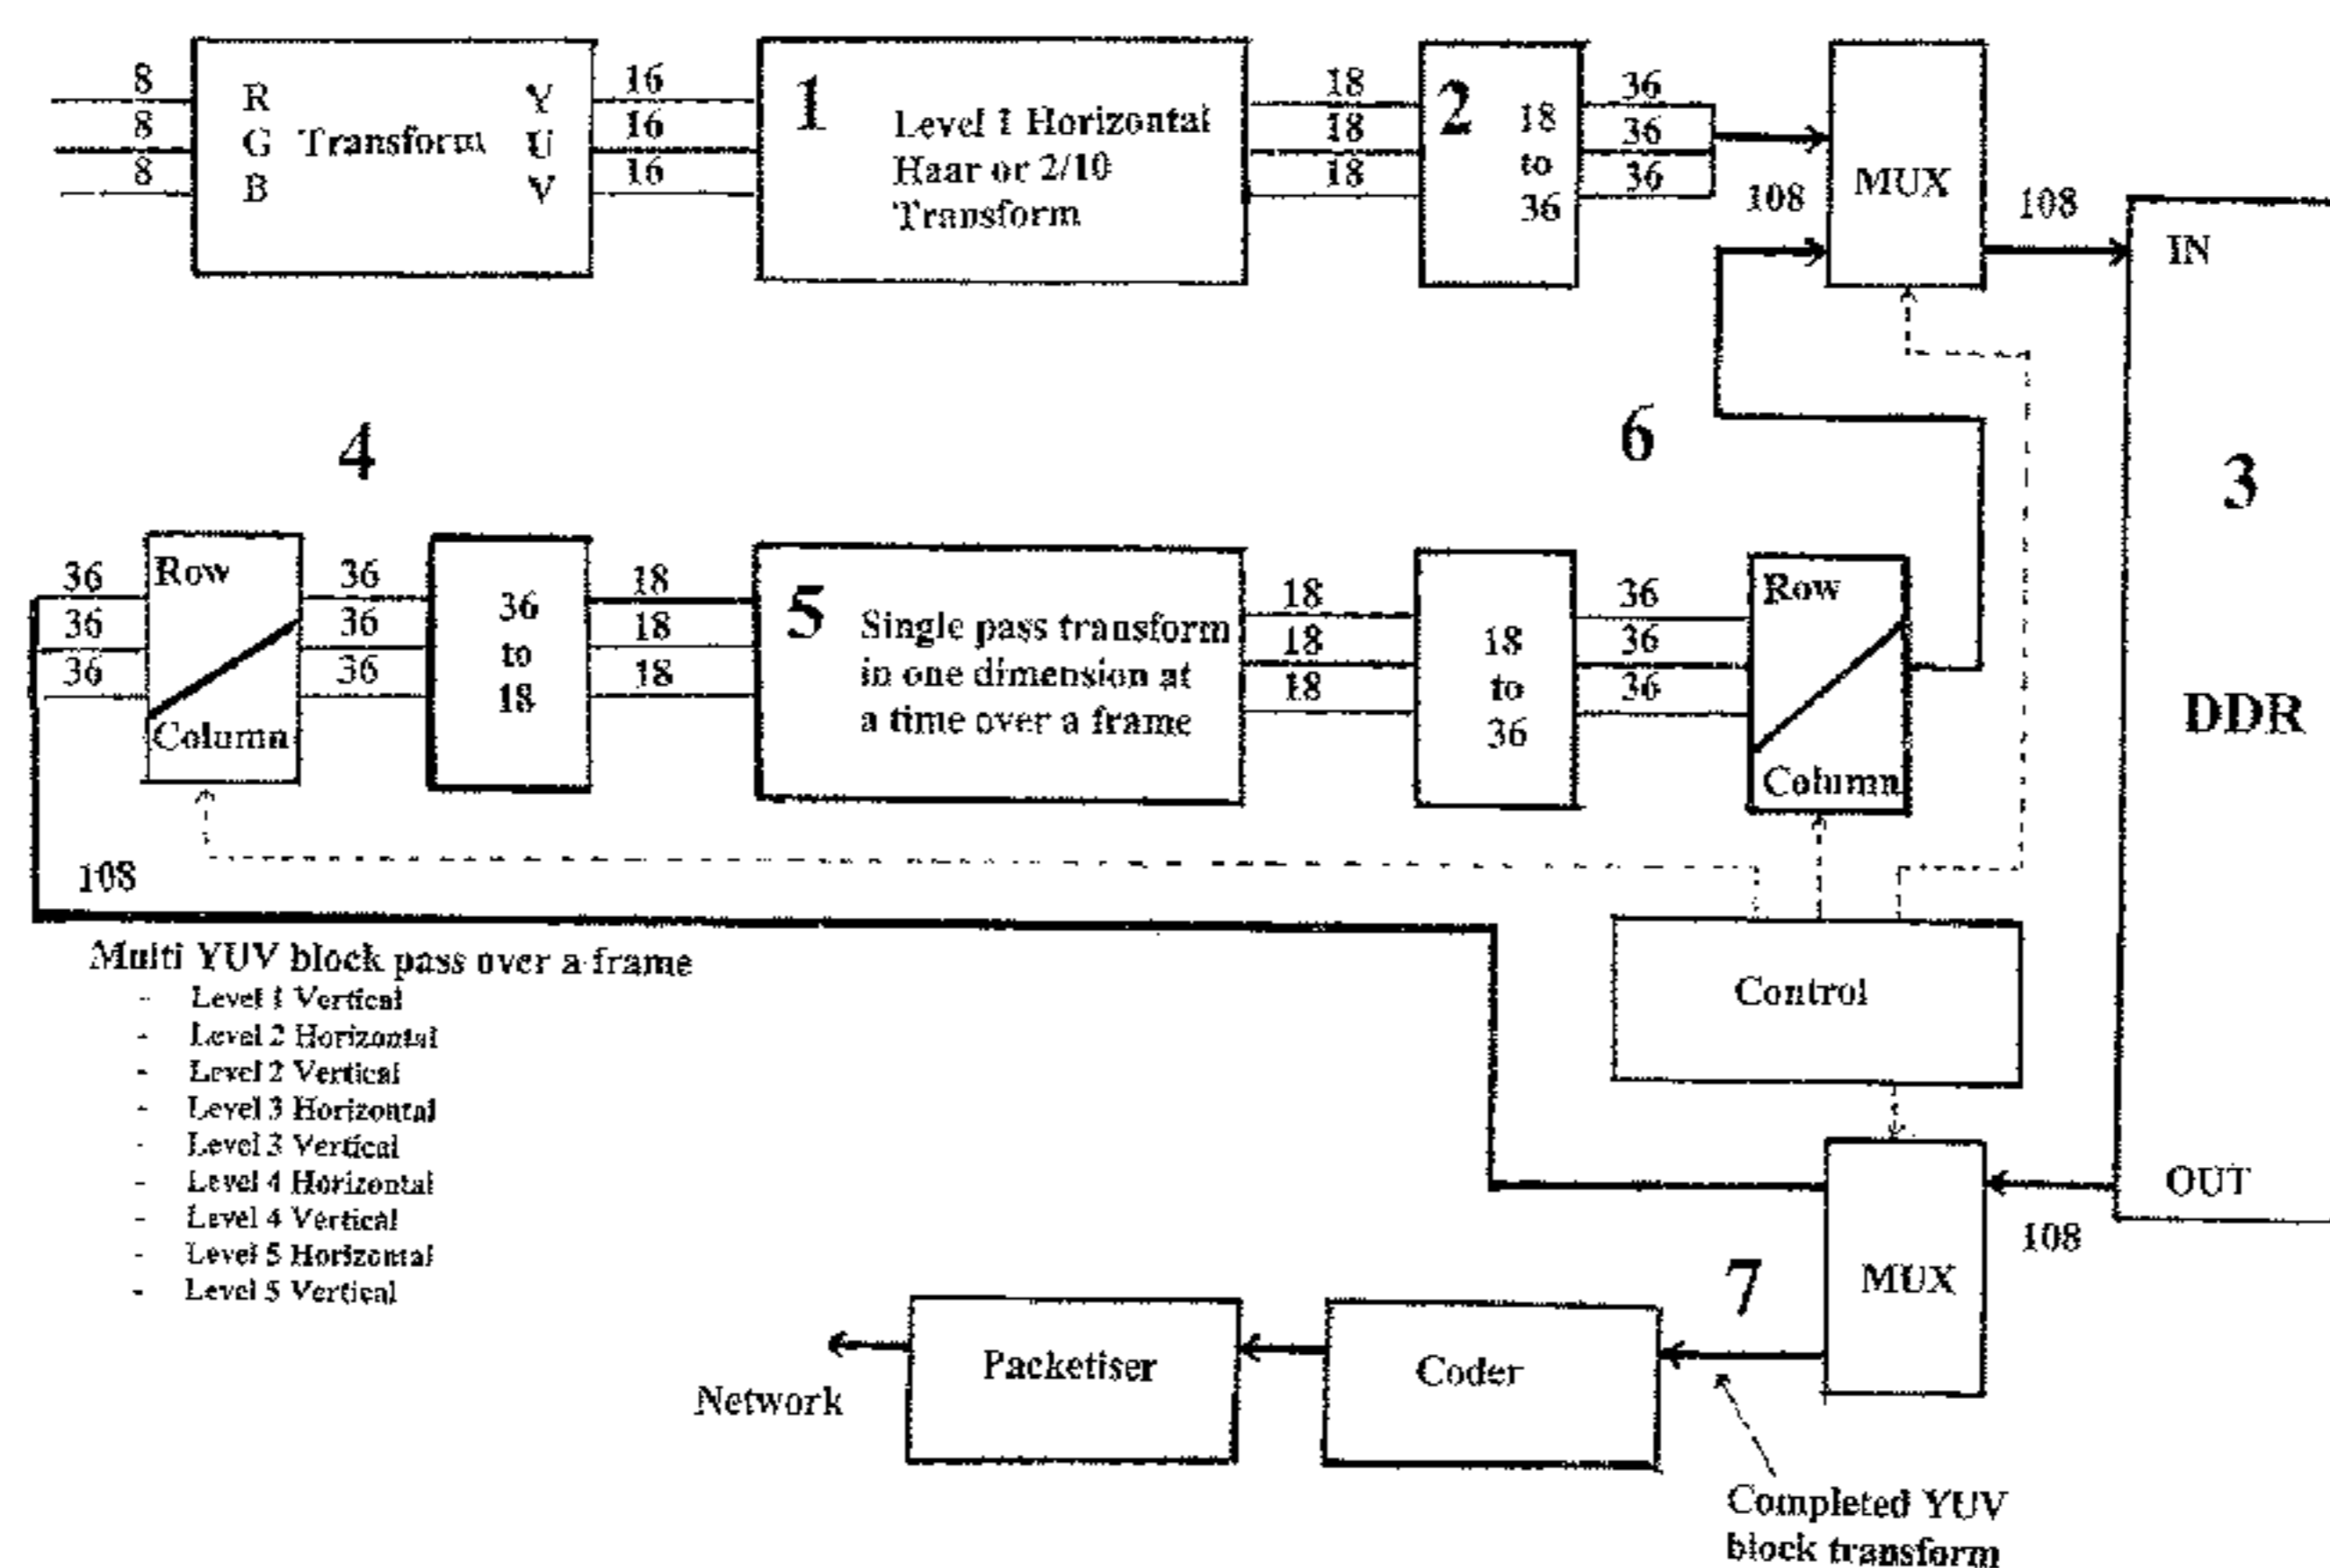 8
8
8
R
G
B
Transform
Y
U
V
16
16
16
1
Level 1 Horizontal
Haar or 2/10
Transform
18
18
18
2
18
to
36
36
36
36
108
MUX
108
IN
3
DDR
OUT
108
4
36
36
36
Row
Column
36
36
36
36
to
18
18
18
18
5
Single pass transform
in one dimension at
a time over a frame
18
18
18
18
to
36
36
36
36
Row
Column
6
108
Control
Multi YUV block pass over a frame
- Level 1 Vertical
- Level 2 Horizontal
- Level 2 Vertical
- Level 3 Horizontal
- Level 3 Vertical
- Level 4 Horizontal
- Level 4 Vertical
- Level 5 Horizontal
- Level 5 Vertical
MUX
7
Coder
Packetiser
Network
Completed YUV
block transform